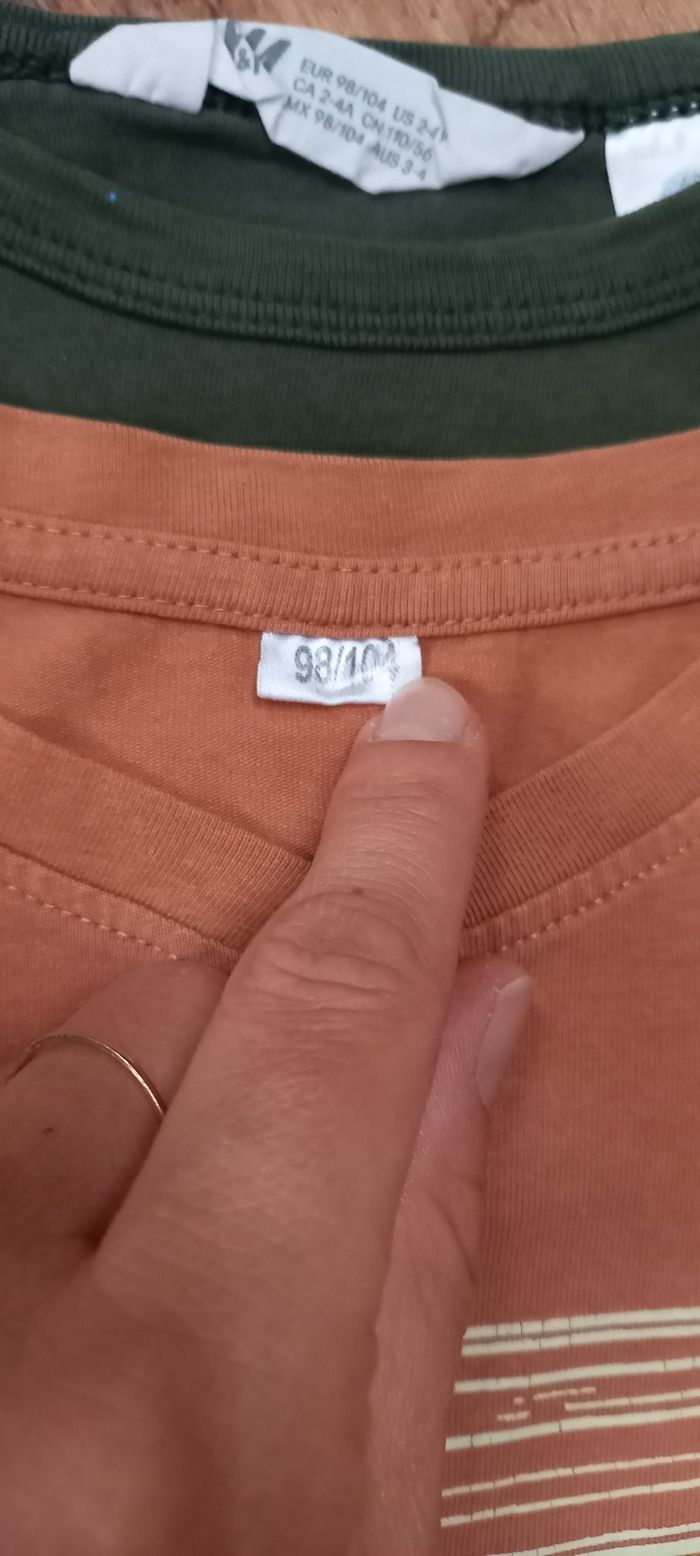 H&M
EUR 98/104 US 2-4Y
CA 2-4A CN 110/56
MX 98/104 AUS 3-4
98/104